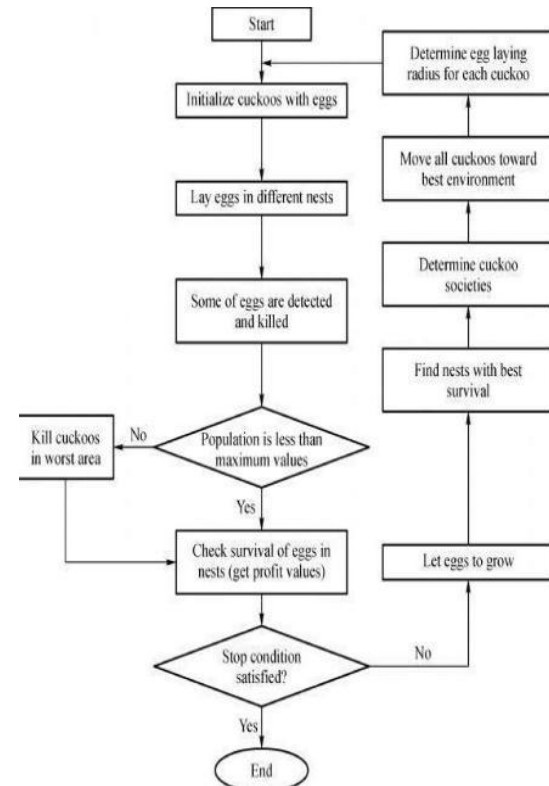 Start
Initialize cuckoos with eggs
Lay eggs in different nests
Some of eggs are detected
and killed
Population is less than
maximum values
No
Kill cuckoos
in worst area
Yes
Check survival of eggs in
nests (get profit values)
Stop condition
satisfied?
No
Yes
End
Let eggs to grow
Find nests with best
survival
Determine cuckoo
societies
Move all cuckoos toward
best environment
Determine egg laying
radius for each cuckoo